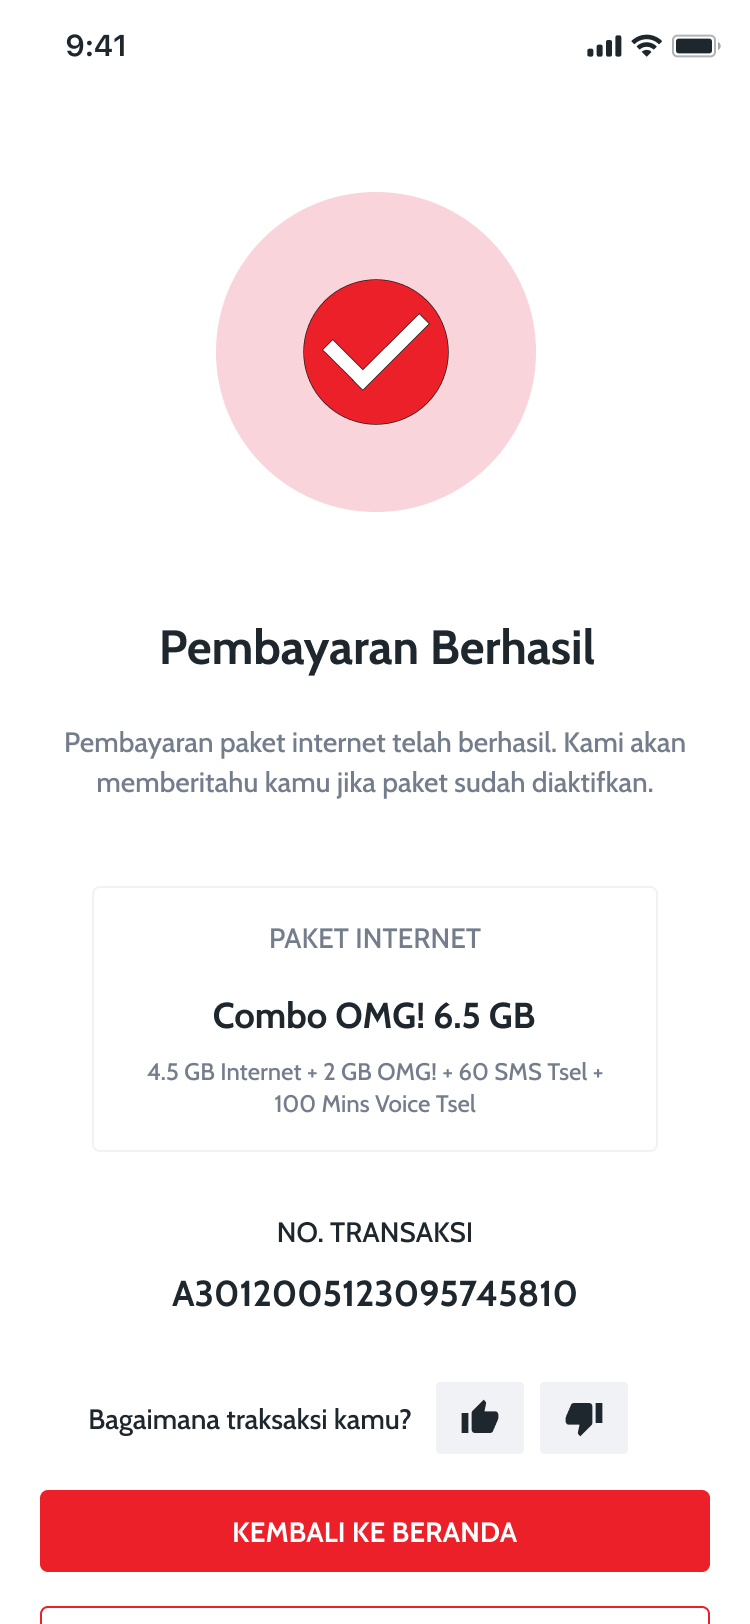 9:41
Pembayaran Berhasil
Pembayaran paket internet telah berhasil. Kami akan
memberitahu kamu jika paket sudah diaktifkan.
PAKET INTERNET
Combo OMG! 6.5 GB
4.5 GB Internet + 2 GB OMG! + 60 SMS Tsel +
100 Mins Voice Tsel
NO. TRANSAKSI
A3012005123095745810
Bagaimana traksaksi kamu?
KEMBALI KE BERANDA